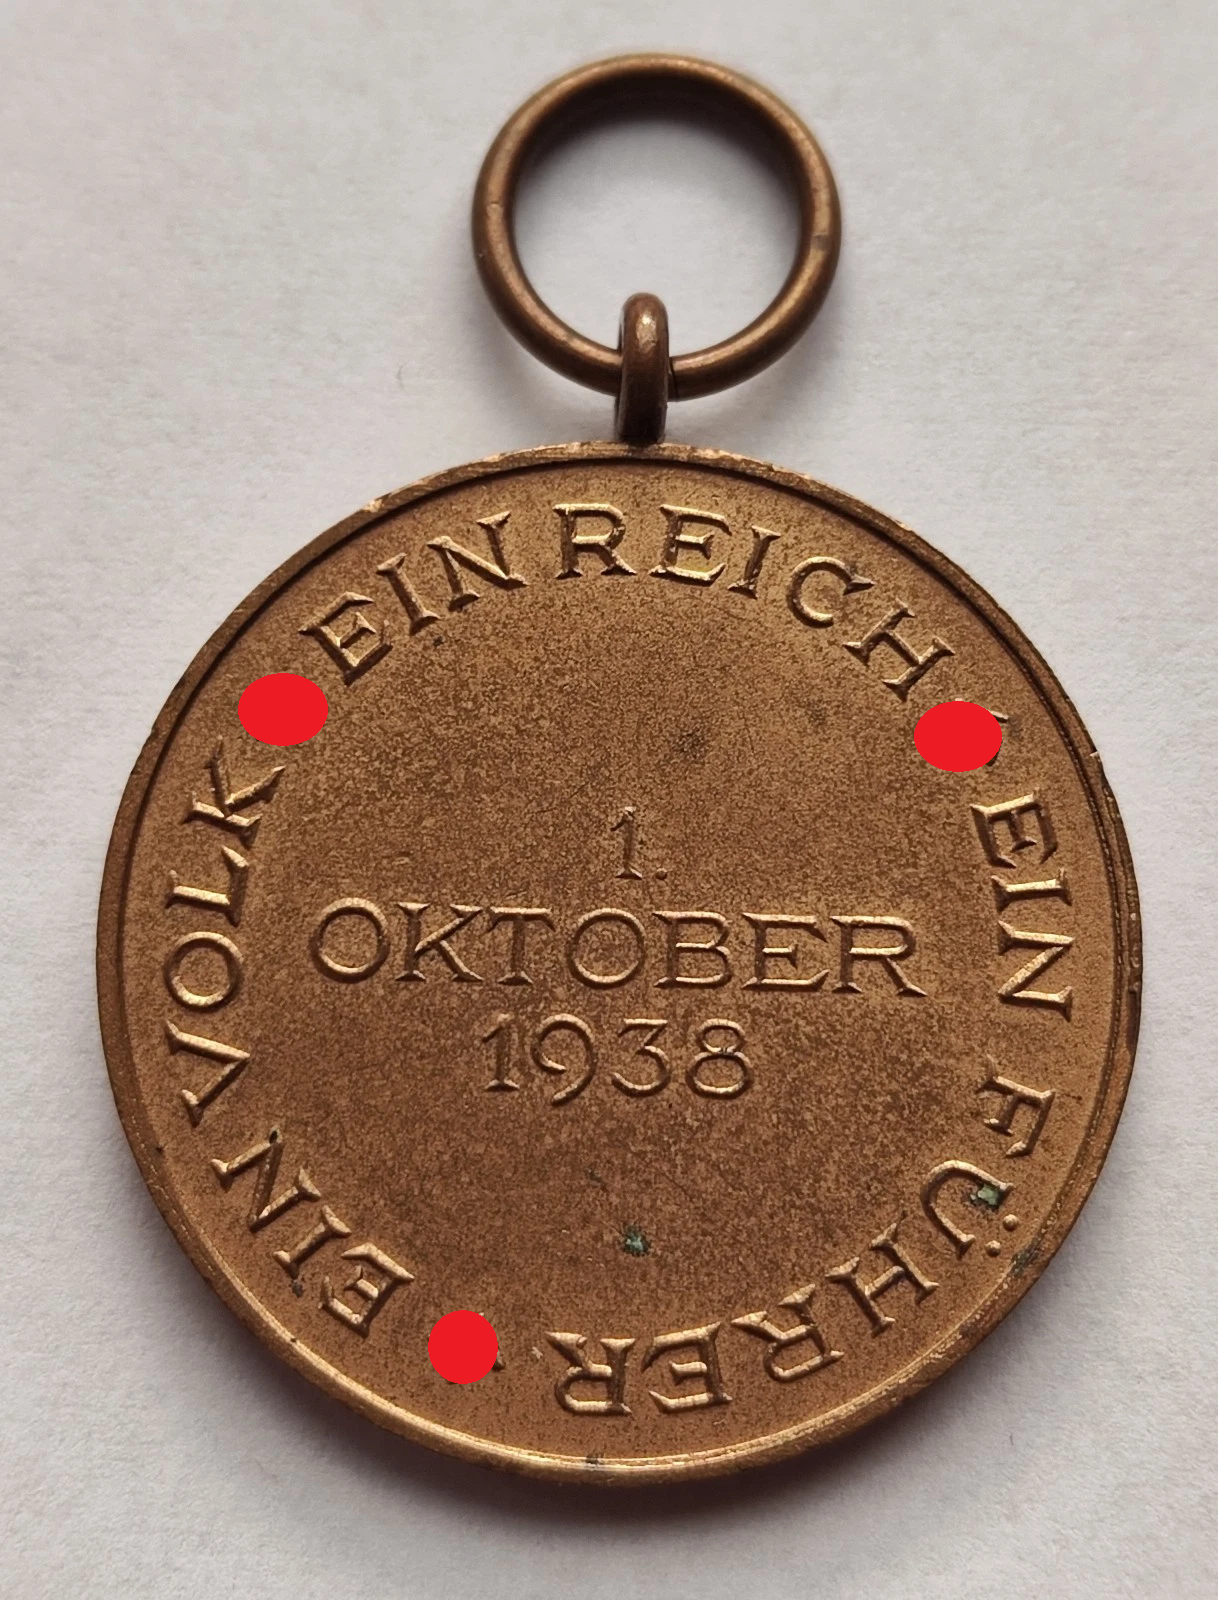 EIN VOLK EIN REICH EIN FÜHRER
1.
OKTOBER
1938